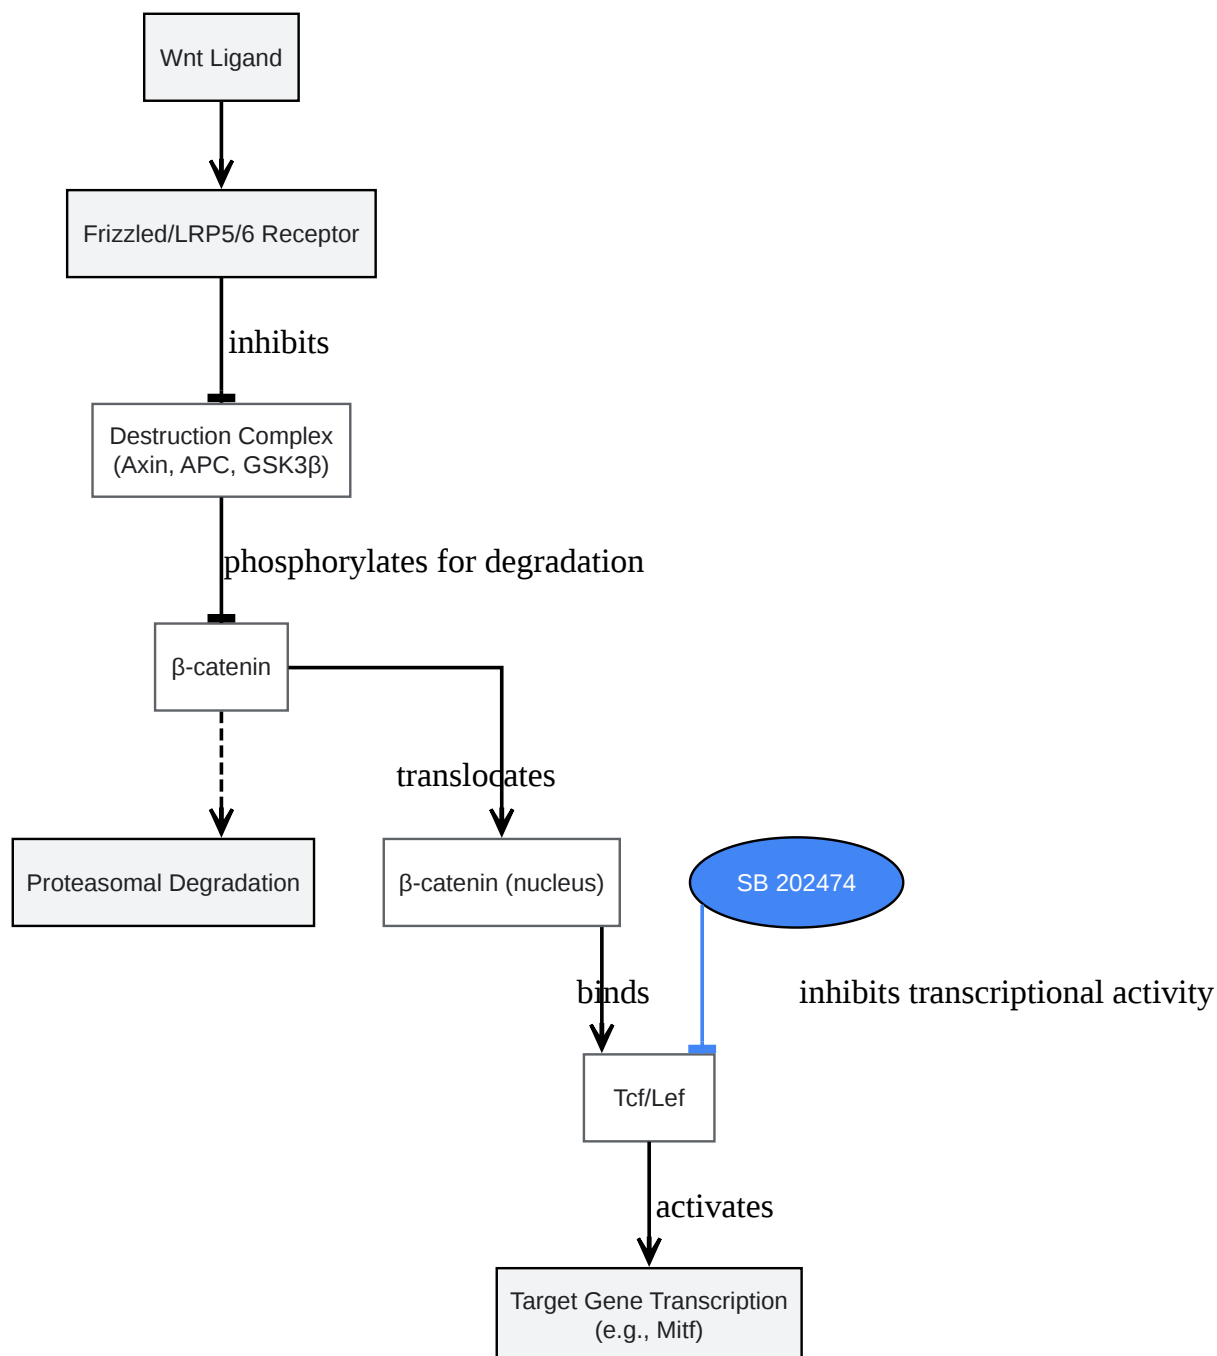 Wnt Ligand
Frizzled/LRP5/6 Receptor
inhibits
Destruction Complex
(Axin, APC, GSK3β)
phosphorylates for degradation
β-catenin
translocates
Proteasomal Degradation
β-catenin (nucleus)
SB 202474
binds
inhibits transcriptional activity
Tcf/Lef
activates
Target Gene Transcription
(e.g., Mitf)